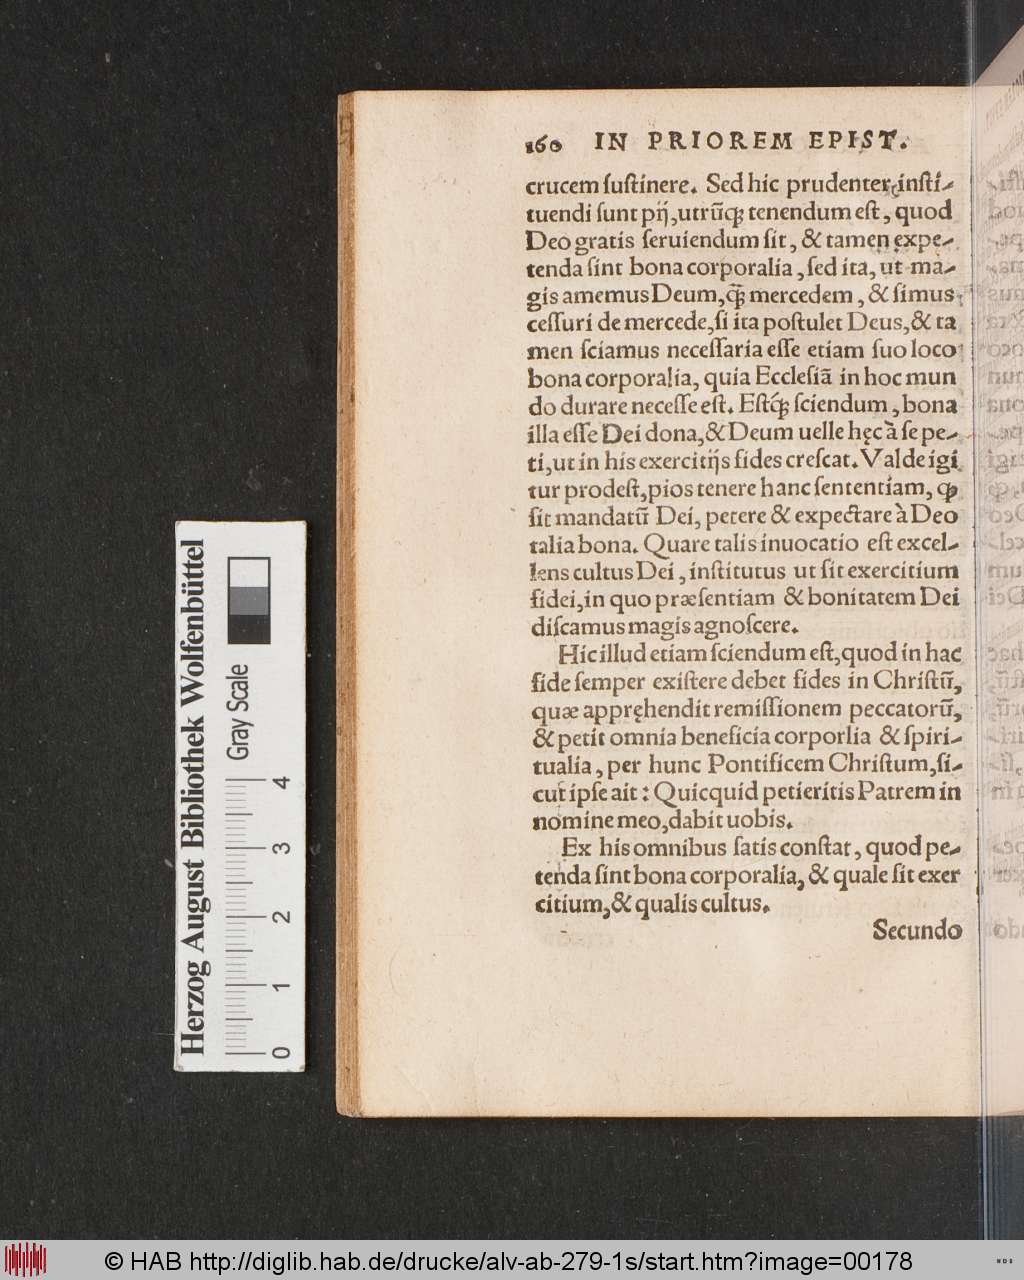 160 IN PRIOREM EPIST.
crucem ſuſtinere. Sed hic prudenter inſti-
tuendi ſunt pij, utrūq; tenendum eſt, quod
Deo gratis ſeruiendum ſit, & tamen expe-
tenda ſint bona corporalia, ſed ita, ut ma-
gis amemus Deum, q̄ꝫ mercedem, & ſimus
ceſſuri de mercede, ſi ita poſtulet Deus, & ta
men ſciamus neceſſaria eſſe etiam ſuo loco
bona corporalia, quia Eccleſiā in hoc mun
do durare neceſſe eſt. Eſtq́; ſciendum, bona
illa eſſe Dei dona, & Deum uelle hęc à ſe pe-
ti, ut in his exercitijs fides creſcat. Valde igi
tur prodeſt, pios tenere hanc ſententiam, ꝙ
ſit mandatū Dei, petere & expectare à Deo
talia bona. Quare talis inuocatio eſt excel-
lens cultus Dei, inſtitutus ut ſit exercitium
fidei, in quo præſentiam & bonitatem Dei
diſcamus magis agnoſcere.
Hic illud etiam ſciendum eſt, quod in hac
fide ſemper exiſtere debet fides in Chriſtū,
quæ appręhendit remiſſionem peccatorū,
& petit omnia beneficia corporlia & ſpiri-
tualia, per hunc Pontificem Chriſtum, ſi-
cut ipſe ait: Quicquid petieritis Patrem in
nomine meo, dabit uobis.
Ex his omnibus ſatis conſtat, quod pe-
tenda ſint bona corporalia, & quale ſit exer
citium, & qualis cultus.
Secundo
Herzog August Bibliothek Wolfenbüttel
Gray Scale
0 1 2 3 4
© HAB http://diglib.hab.de/drucke/alv-ab-279-1s/start.htm?image=00178